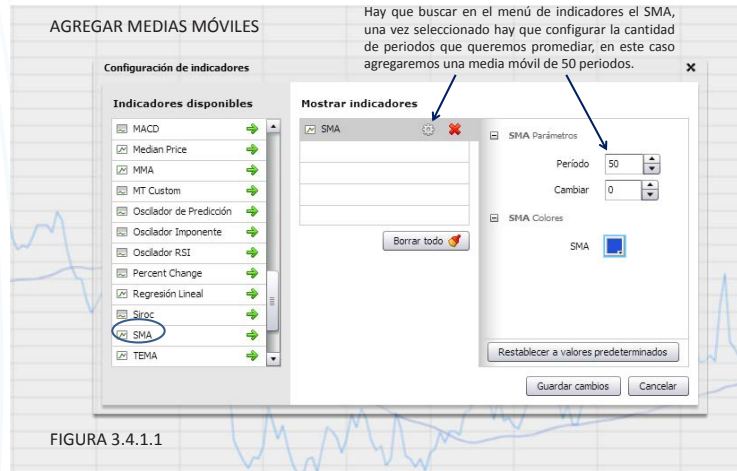 AGREGAR MEDIAS MÓVILES
Hay que buscar en el menú de indicadores el SMA,
una vez seleccionado hay que configurar la cantidad
de periodos que queremos promediar, en este caso
agregaremos una media móvil de 50 periodos.
Configuración de indicadores
Indicadores disponibles
MACD
Median Price
MMA
MT Custom
Oscilador de Predicción
Oscilador Imponente
Oscilador RSI
Percent Change
Regresión Lineal
Siroc
SMA
TEMA
Mostrar indicadores
SMA
Borrar todo
SMA Parámetros
Período 50
Cambiar 0
SMA Colores
SMA
Restablecer a valores predeterminados
Guardar cambios Cancelar
FIGURA 3.4.1.1